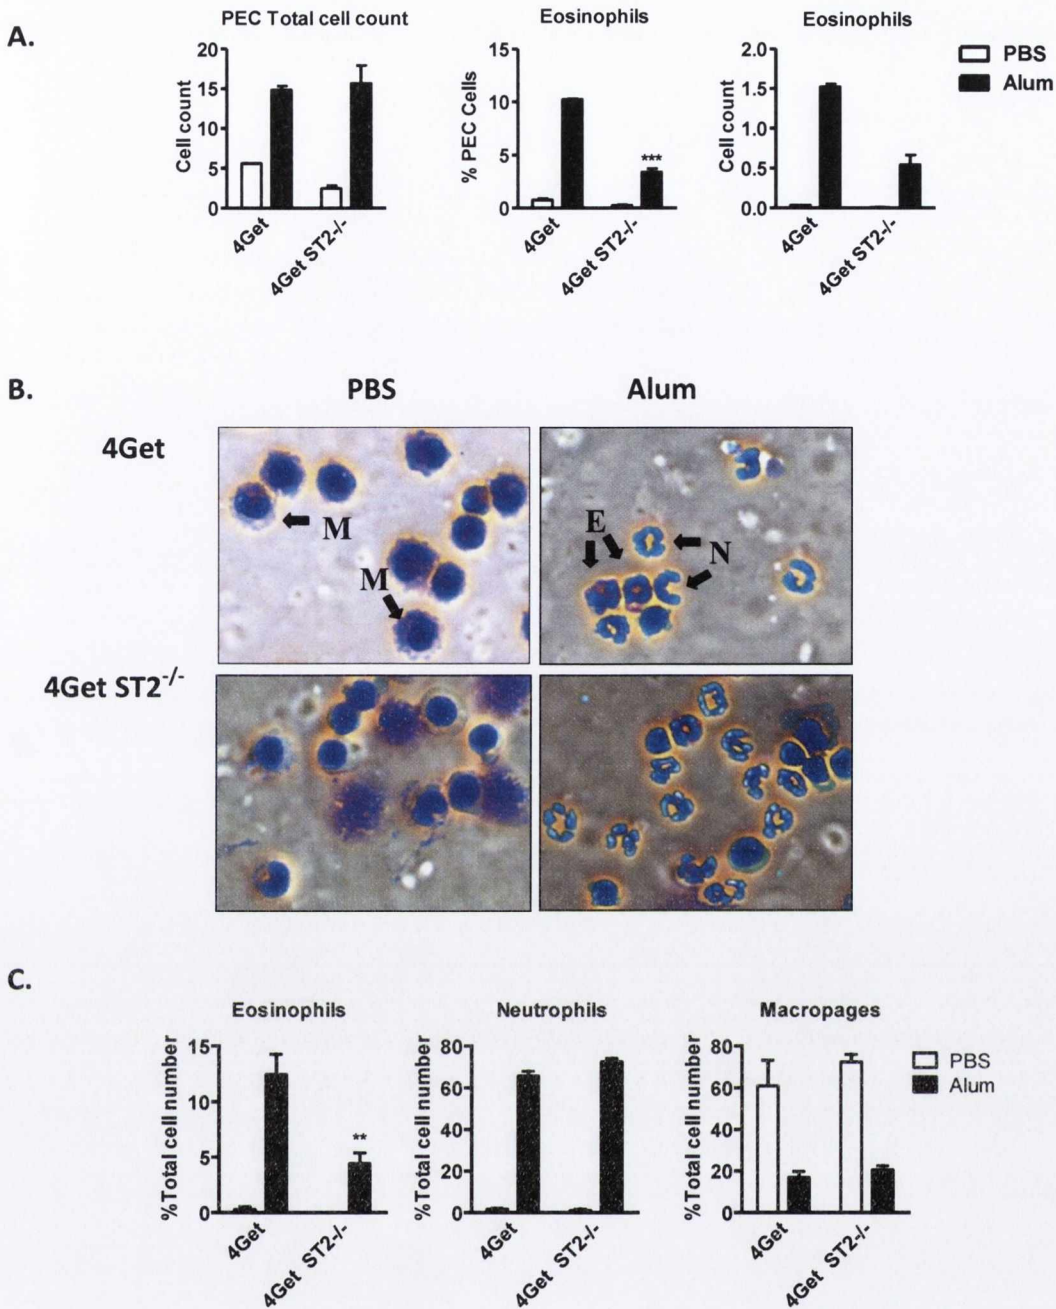 A.
PEC Total cell count
Cell count
20
15
10
5
0
4Get
4Get ST2-/-
Eosinophils
% PEC Cells
15
10
5
0
***
4Get
4Get ST2-/-
Eosinophils
Cell count
2.0
1.5
1.0
0.5
0.0
4Get
4Get ST2-/-
PBS
Alum
B.
PBS
Alum
4Get
M
M
E
N
4Get ST2-/-
C.
Eosinophils
%Total cell number
15
10
5
0
**
4Get
4Get ST2-/-
Neutrophils
%Total cell number
80
60
40
20
0
4Get
4Get ST2-/-
Macropages
%Total cell number
80
60
40
20
0
4Get
4Get ST2-/-
PBS
Alum